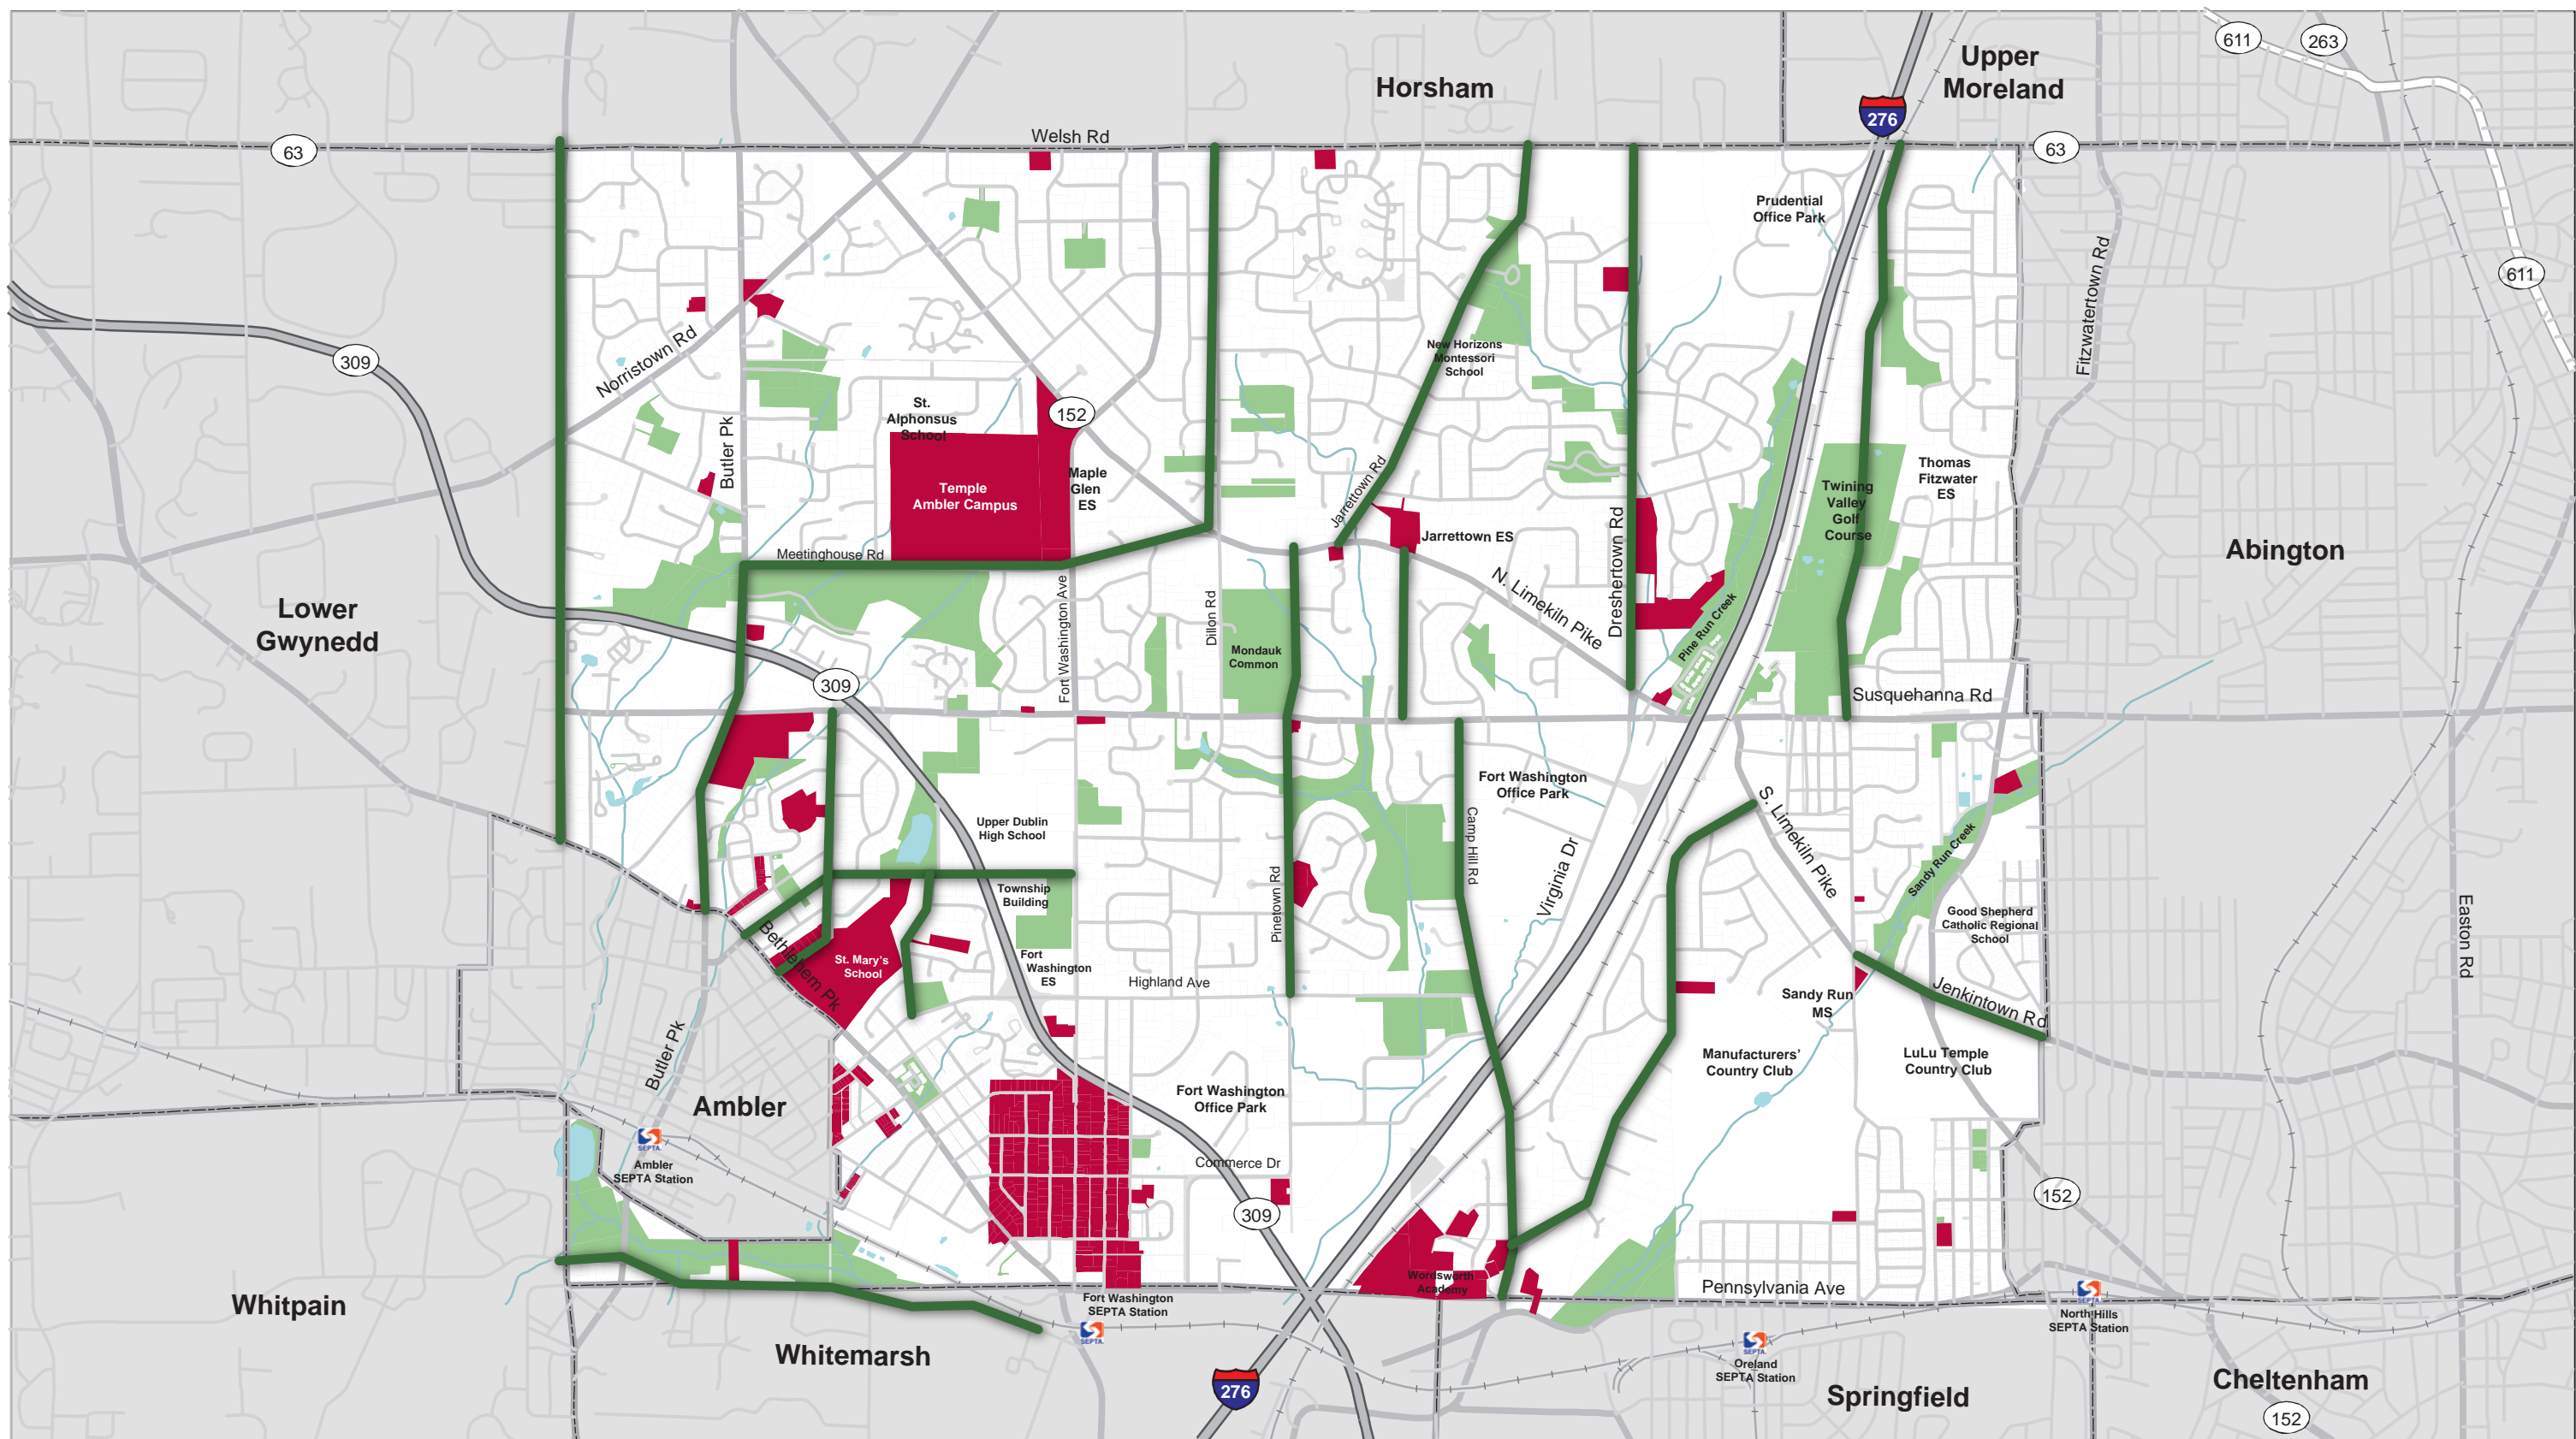 611
263
Upper
Moreland
Horsham
276
Welsh Rd
63
63
Prudential
Office Park
Fitzwatertown Rd
611
309
Norristown Rd
New Horizons
Montessori
School
St.
Alphonsus
School
152
Butler Pk
Temple
Ambler Campus
Maple
Glen
ES
Jarrettown Rd
Jarrettown ES
Thomas
Fitzwater
ES
Twining
Valley
Golf
Course
Abington
Meetinghouse Rd
Lower
Gwynedd
Fort Washington Ave
Dillon Rd
N. Limekiln Pike
Dreshertown Rd
Pine Run Creek
Mondauk
Common
309
Susquehanna Rd
Fort Washington
Office Park
S. Limekiln Pike
Upper Dublin
High School
Camp Hill Rd
Virginia Dr
Sandy Run Creek
Township
Building
Pinetown Rd
Good Shepherd
Catholic Regional
School
Easton Rd
Bethlehem Pk
St. Mary's
School
Fort
Washington
ES
Highland Ave
Sandy Run
MS
Jenkintown Rd
Butler Pk
Manufacturers'
Country Club
LuLu Temple
Country Club
Ambler
Fort Washington
Office Park
SEPTA
Ambler
SEPTA Station
Commerce Dr
152
309
Wordsworth
Academy
Pennsylvania Ave
Whitpain
Fort Washington
SEPTA Station
SEPTA
SEPTA
North Hills
SEPTA Station
Whitemarsh
SEPTA
Oreland
SEPTA Station
276
Springfield
Cheltenham
152